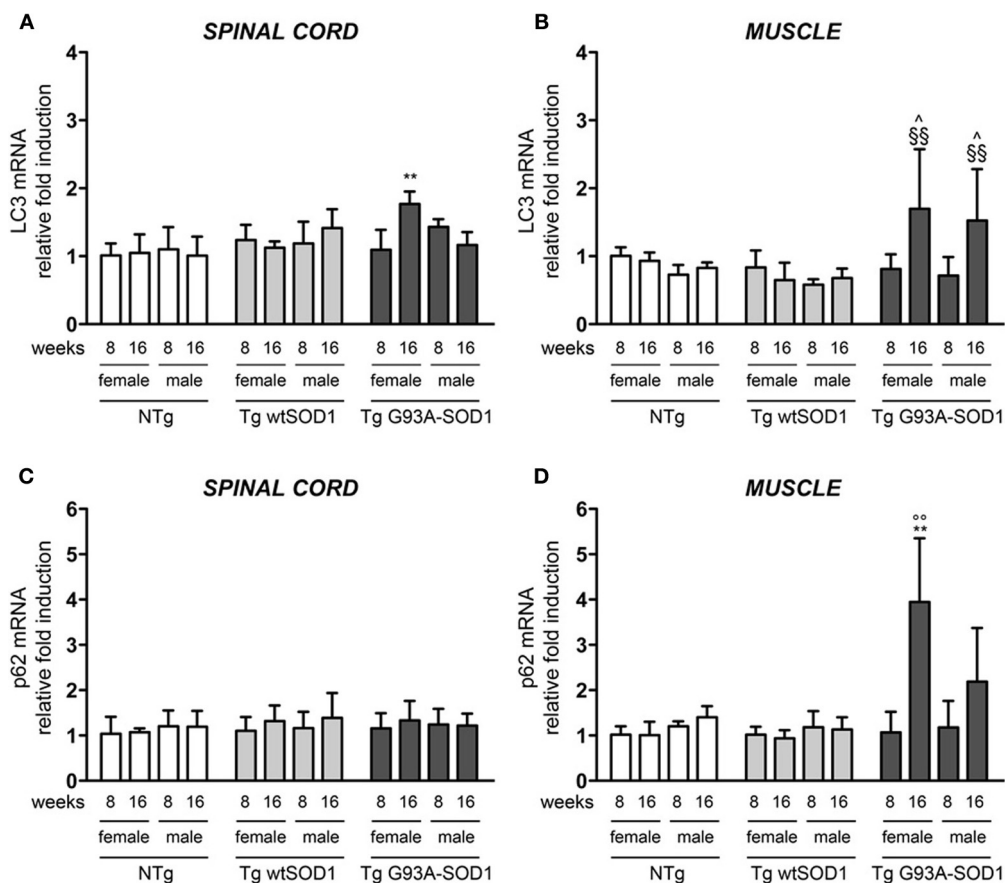 A
SPINAL CORD
LC3 mRNA
relative fold induction
4
3
2
1
0
**
weeks 8 16 8 16 8 16 8 16 8 16 8 16
female male female male female male
NTg Tg wtSOD1 Tg G93A-SOD1
B
MUSCLE
LC3 mRNA
relative fold induction
4
3
2
1
0
^ ^
§§ §§
weeks 8 16 8 16 8 16 8 16 8 16 8 16
female male female male female male
NTg Tg wtSOD1 Tg G93A-SOD1
C
SPINAL CORD
p62 mRNA
relative fold induction
6
5
4
3
2
1
0
weeks 8 16 8 16 8 16 8 16 8 16 8 16
female male female male female male
NTg Tg wtSOD1 Tg G93A-SOD1
D
MUSCLE
p62 mRNA
relative fold induction
6
5
4
3
2
1
0
°°
**
weeks 8 16 8 16 8 16 8 16 8 16 8 16
female male female male female male
NTg Tg wtSOD1 Tg G93A-SOD1